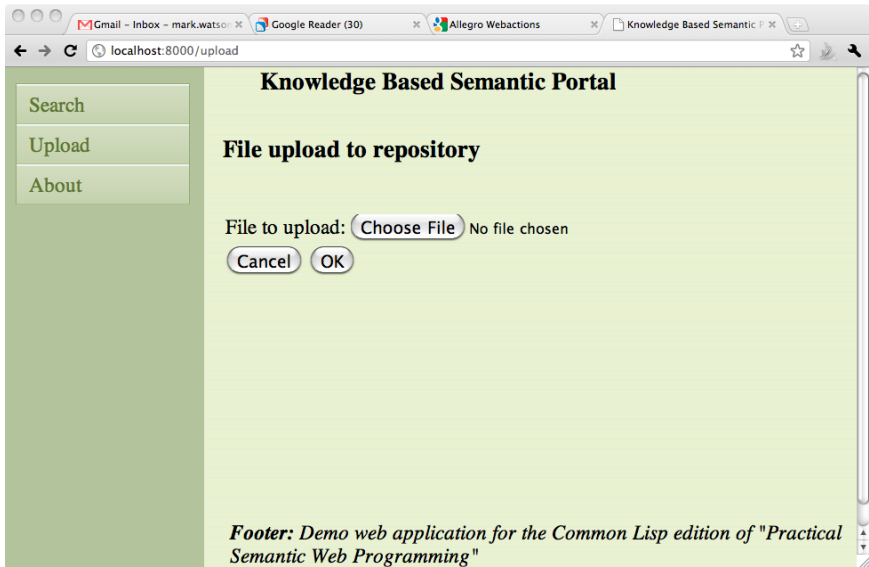 Gmail - Inbox - mark.watson Google Reader (30) Allegro Webactions Knowledge Based Semantic P
localhost:8000/upload
Knowledge Based Semantic Portal
Search
Upload
File upload to repository
About
File to upload: Choose File No file chosen
Cancel OK
Footer: Demo web application for the Common Lisp edition of "Practical
Semantic Web Programming"